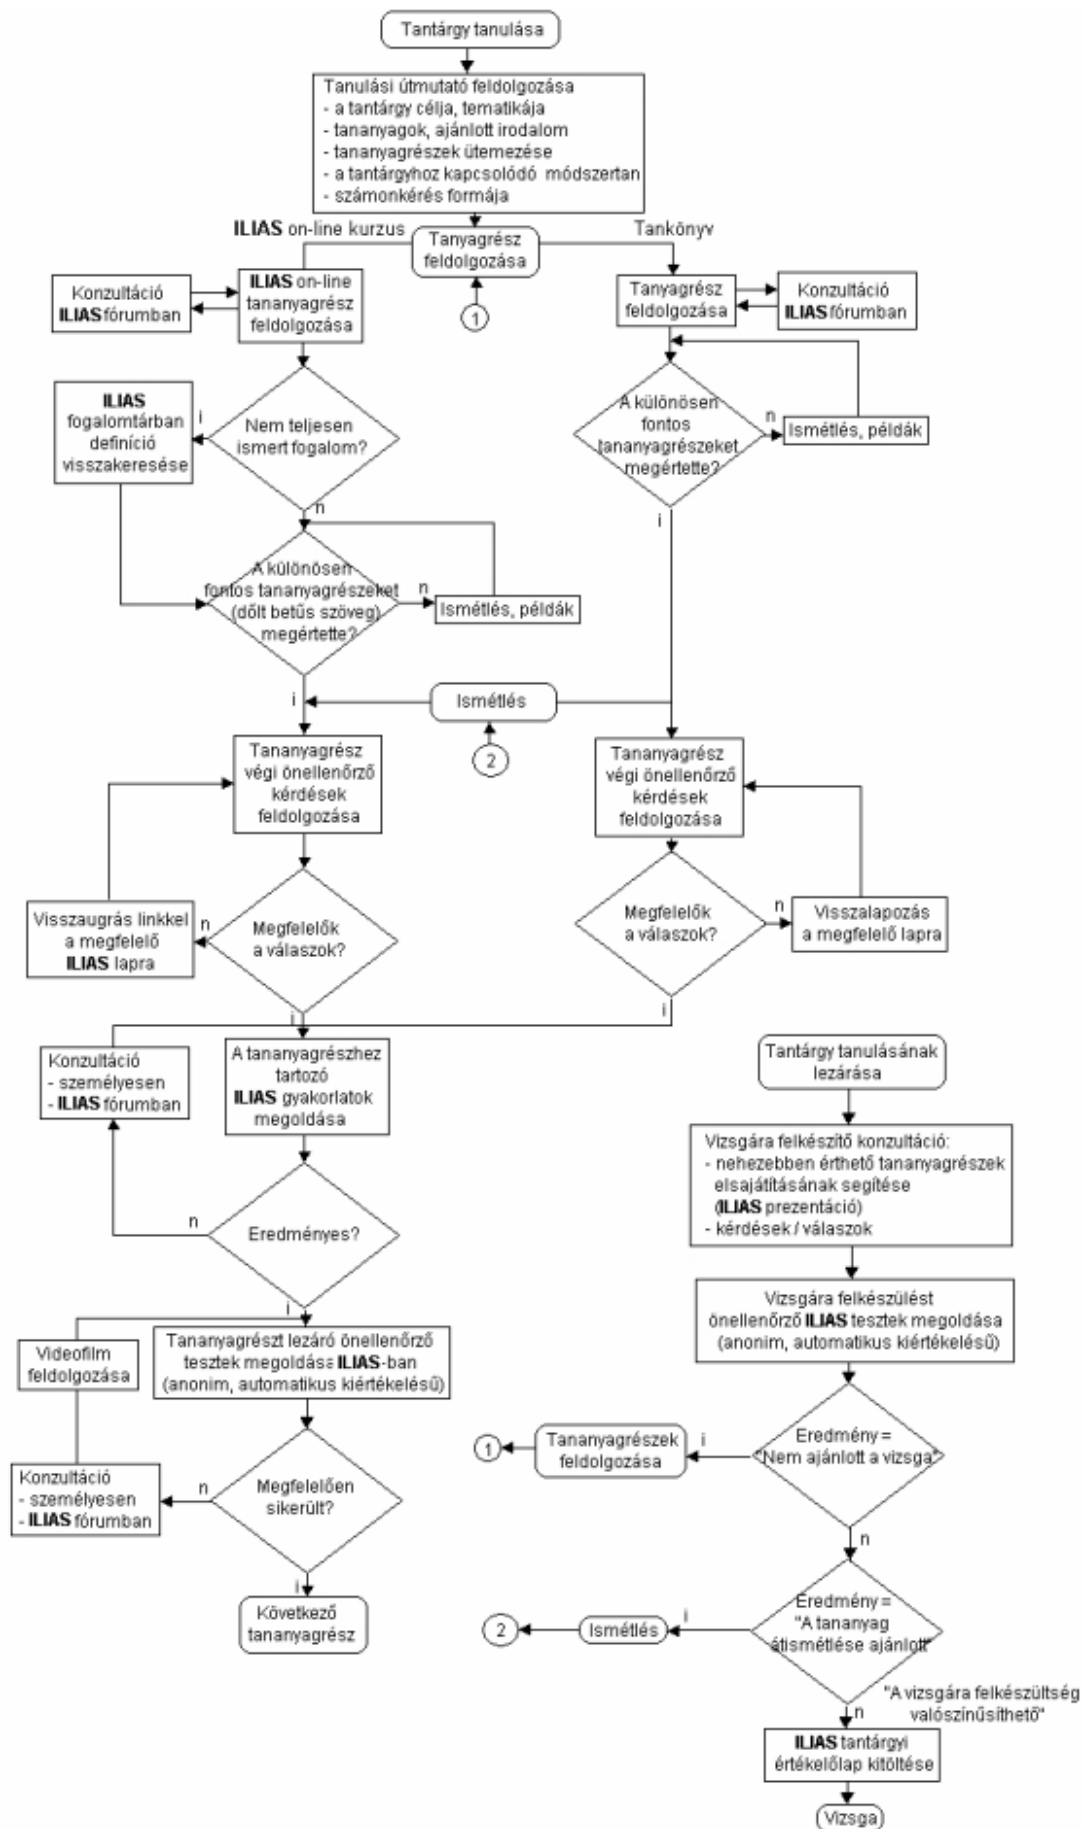 Tantárgy tanulása
Tanulási útmutató feldolgozása
- a tantárgy célja, tematikája
- tananyagok, ajánlott irodalom
- tananyagrészek ütemezése
- a tantárgyhoz kapcsolódó módszertan
- számonkérés formája
ILIAS on-line kurzus
Tanyagrész
feldolgozása
Tankönyv
1
Konzultáció
ILIAS fórumban
ILIAS on-line
tananyagrész
feldolgozása
Tanyagrész
feldolgozása
Konzultáció
ILIAS fórumban
ILIAS
fogalomtárban
definíció
visszakeresése
i
Nem teljesen
ismert fogalom?
n
A különösen
fontos
tananyagrészeket
megértette?
n
Ismétlés, példák
i
A különösen
fontos tananyagrészeket
(dőlt betűs szöveg)
megértette?
n
Ismétlés, példák
i
Ismétlés
2
Tananyagrész
végi önellenőrző
kérdések
feldolgozása
Tananyagrész
végi önellenőrző
kérdések
feldolgozása
Visszaugrás linkkel
a megfelelő
ILIAS lapra
n
Megfelelők
a válaszok?
i
Megfelelők
a válaszok?
n
Visszalapozás
a megfelelő lapra
i
Konzultáció
- személyesen
- ILIAS fórumban
A tananyagrészhez
tartozó
ILIAS gyakorlatok
megoldása
n
Eredményes?
i
Videofilm
feldolgozása
Tananyagrészt lezáró önellenőrző
tesztek megoldása ILIAS-ban
(anonim, automatikus kiértékelésű)
Konzultáció
- személyesen
- ILIAS fórumban
n
Megfelelően
sikerült?
i
Következő
tananyagrész
Tantárgy tanulásának
lezárása
Vizsgára felkészítő konzultáció:
- nehezebben érthető tananyagrészek
elsajátításának segítése
(ILIAS prezentáció)
- kérdések / válaszok
Vizsgára felkészülést
önellenőrző ILIAS tesztek megoldása
(anonim, automatikus kiértékelésű)
1
Tananyagrészek
feldolgozása
i
Eredmény =
"Nem ajánlott a vizsga"
n
2
Ismétlés
i
Eredmény =
"A tananyag
átismétlése ajánlott"
n
"A vizsgára felkészültség
valószínűsíthető"
ILIAS tantárgyi
értékelőlap kitöltése
Vizsga